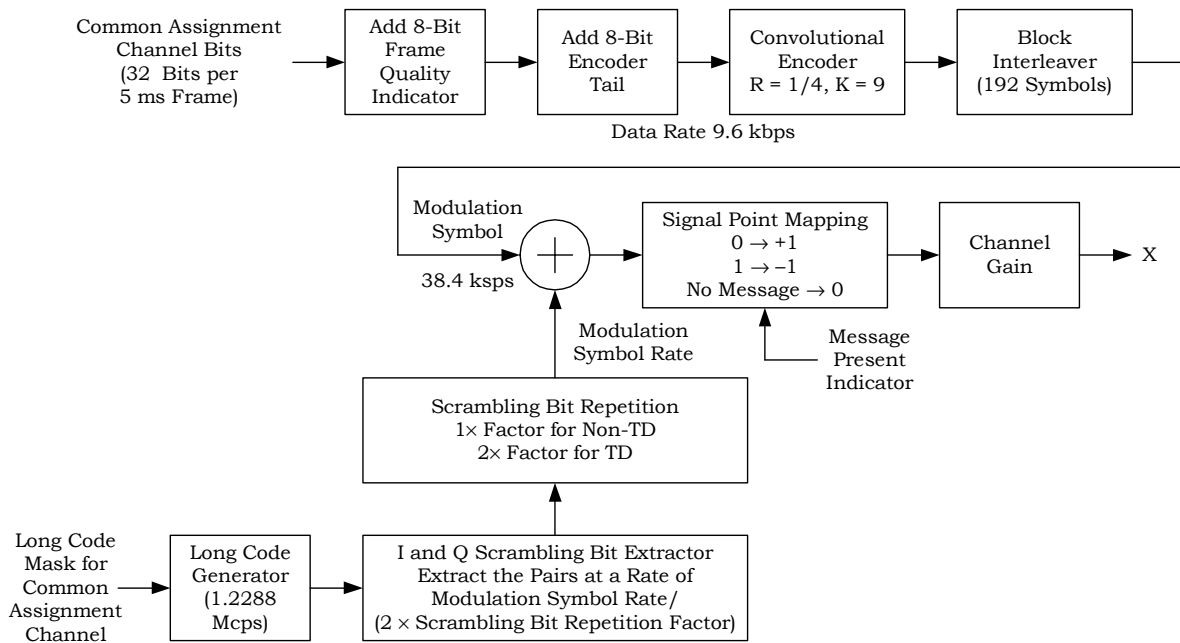 Common Assignment
Channel Bits
(32 Bits per
5 ms Frame)
Add 8-Bit
Frame
Quality
Indicator
Add 8-Bit
Encoder
Tail
Convolutional
Encoder
R = 1/4, K = 9
Block
Interleaver
(192 Symbols)
Data Rate 9.6 kbps
Modulation
Symbol
38.4 ksps
Signal Point Mapping
0 → +1
1 → –1
No Message → 0
Channel
Gain
X
Modulation
Symbol Rate
Message
Present
Indicator
Scrambling Bit Repetition
1× Factor for Non-TD
2× Factor for TD
Long Code
Mask for
Common
Assignment
Channel
Long Code
Generator
(1.2288
Mcps)
I and Q Scrambling Bit Extractor
Extract the Pairs at a Rate of
Modulation Symbol Rate/
(2 × Scrambling Bit Repetition Factor)